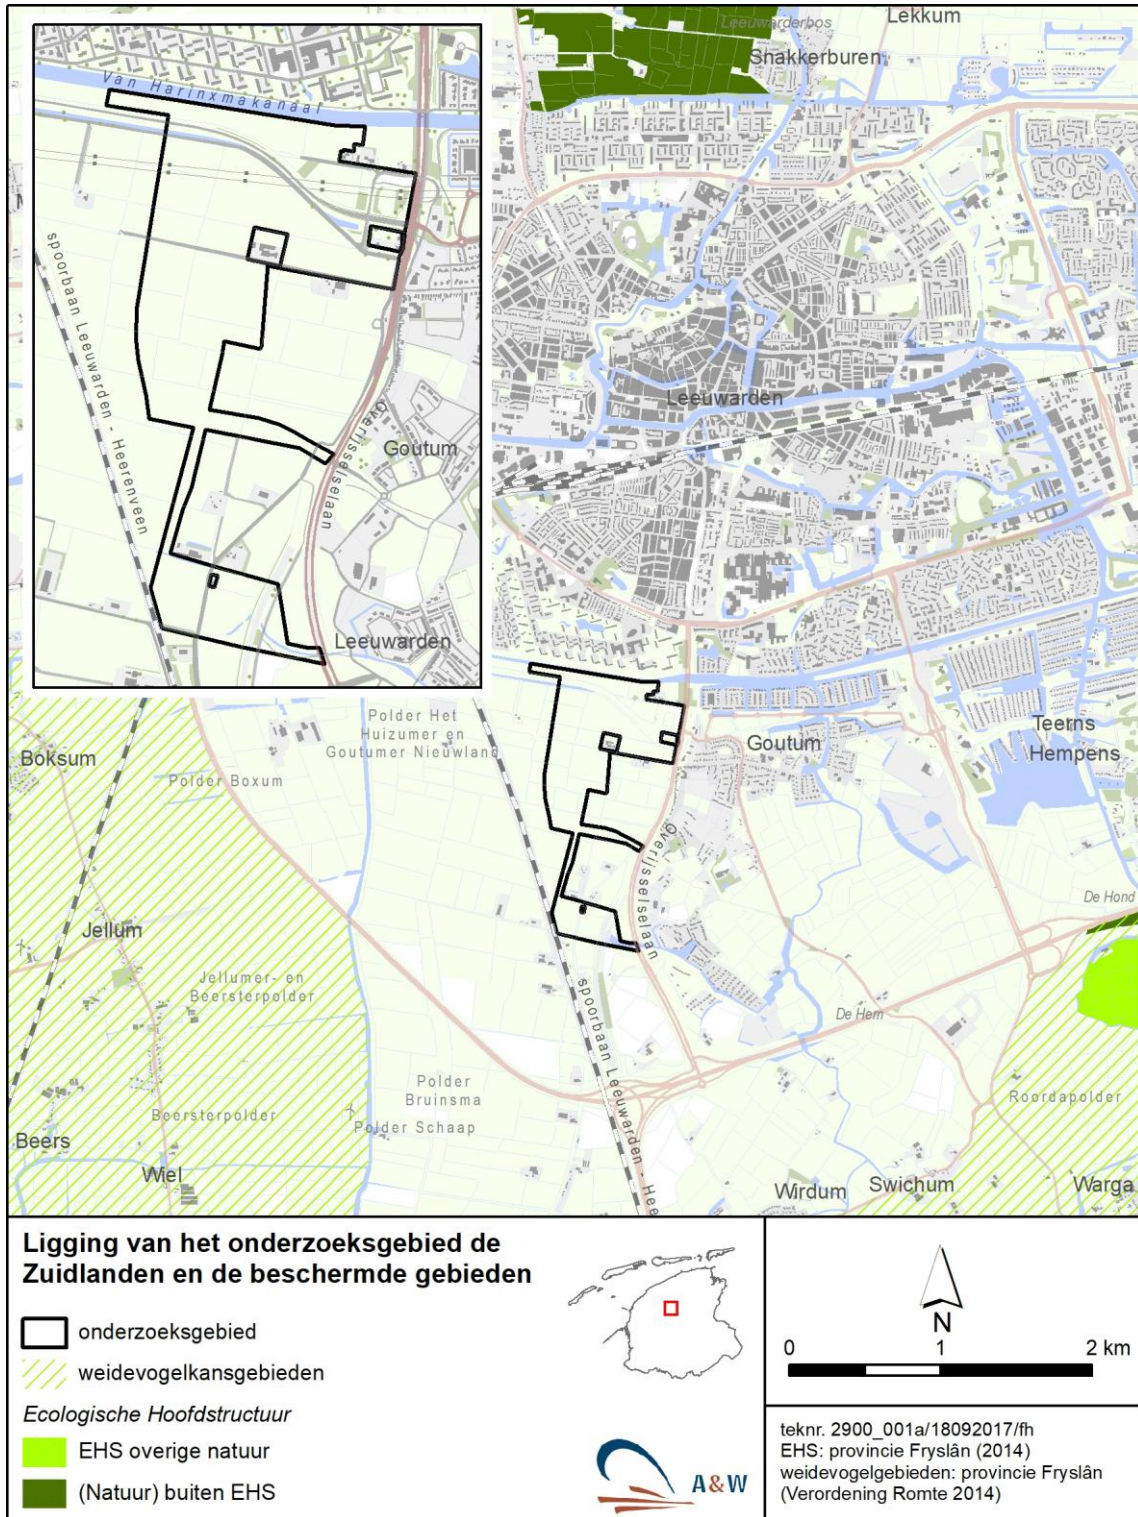 Van Harinxmakanaal
spoorbaan Leeuwarden - Heerenveen
Overijsselselaan
Goutum
Leeuwarden
Leeuwarderbos
Lekkum
Snakkerburen
Leeuwarden
Polder Het
Huizumer en
Goutumer Nieuwland
Goutum
Teerns
Hempens
Boksum
Polder Boxum
Overijsselselaan
De Hond
Jellum
Jellumer- en
Beersterpolder
spoorbaan Leeuwarden - Hee
De Hem
Polder
Bruinsma
Roordapolder
Beersterpolder
Polder Schaap
Beers
Wiel
Wirdum
Swichum
Warga
Ligging van het onderzoeksgebied de
Zuidlanden en de beschermde gebieden
onderzoeksgebied
weidevogelkansgebieden
Ecologische Hoofdstructuur
EHS overige natuur
(Natuur) buiten EHS
A&W
N
0 1 2 km
teknr. 2900_001a/18092017/fh
EHS: provincie Fryslân (2014)
weidevogelgebieden: provincie Fryslân
(Verordening Romte 2014)